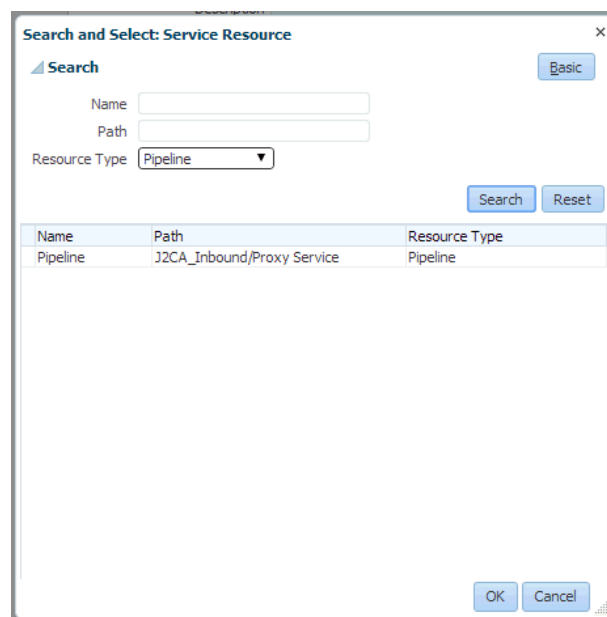 Description
Search and Select: Service Resource
Search
Basic
Name
Path
Resource Type Pipeline
Search Reset
Name Path Resource Type
Pipeline J2CA_Inbound/Proxy Service Pipeline
OK Cancel